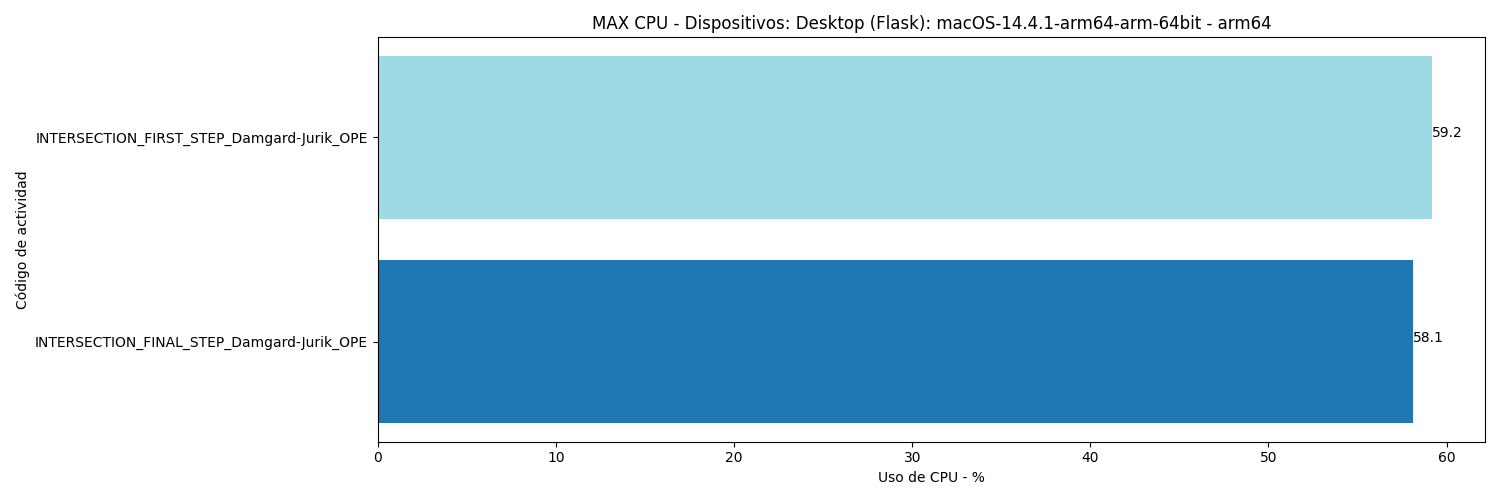 MAX CPU - Dispositivos: Desktop (Flask): macOS-14.4.1-arm64-arm-64bit - arm64
Código de actividad
INTERSECTION_FIRST_STEP_Damgard-Jurik_OPE
59.2
INTERSECTION_FINAL_STEP_Damgard-Jurik_OPE
58.1
0 10 20 30 40 50 60
Uso de CPU - %